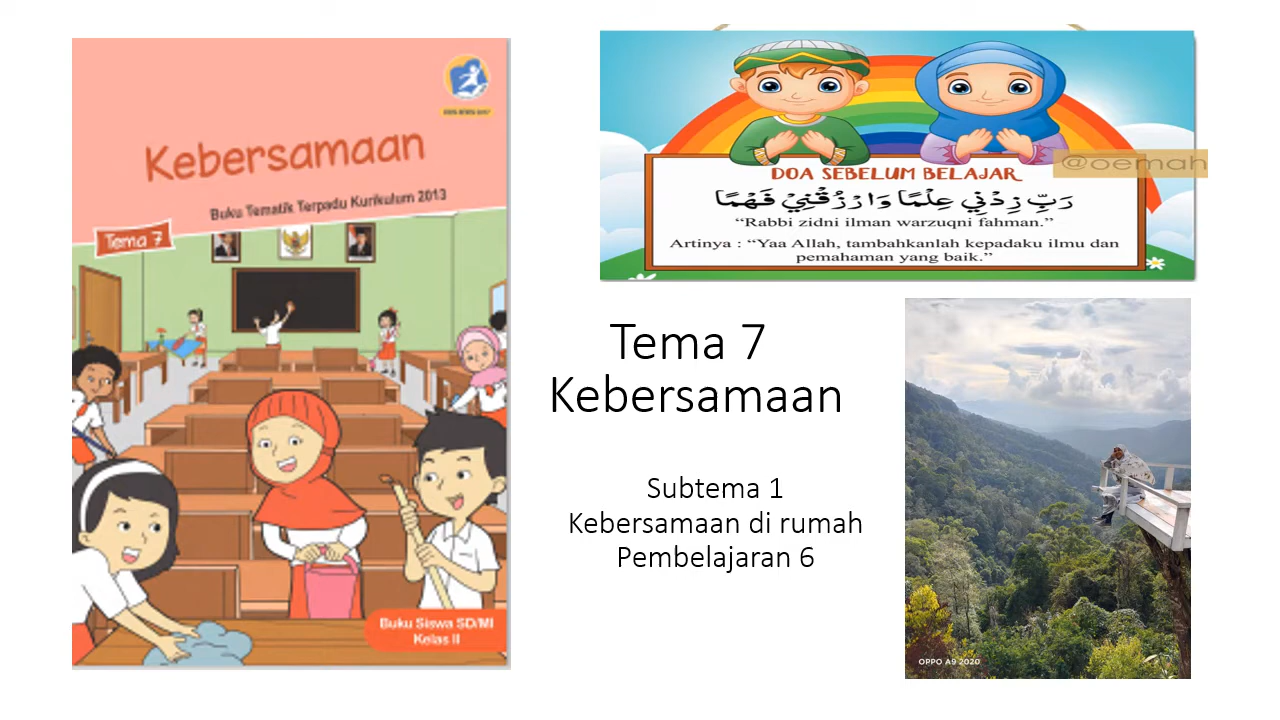 Kebersamaan
Buku Tematik Terpadu Kurikulum 2013
Tema 7
Buku Siswa SD/MI
Kelas II
@oemah
DOA SEBELUM BELAJAR
رَبِّ زِدْنِي عِلْمًا وَارْزُقْنِيْ فَهْمًا
“Rabbi zidni ilman warzuqni fahman.”
Artinya : “Yaa Allah, tambahkanlah kepadaku ilmu dan
pemahaman yang baik.”
Tema 7
Kebersamaan
Subtema 1
Kebersamaan di rumah
Pembelajaran 6
OPPO A9 2020